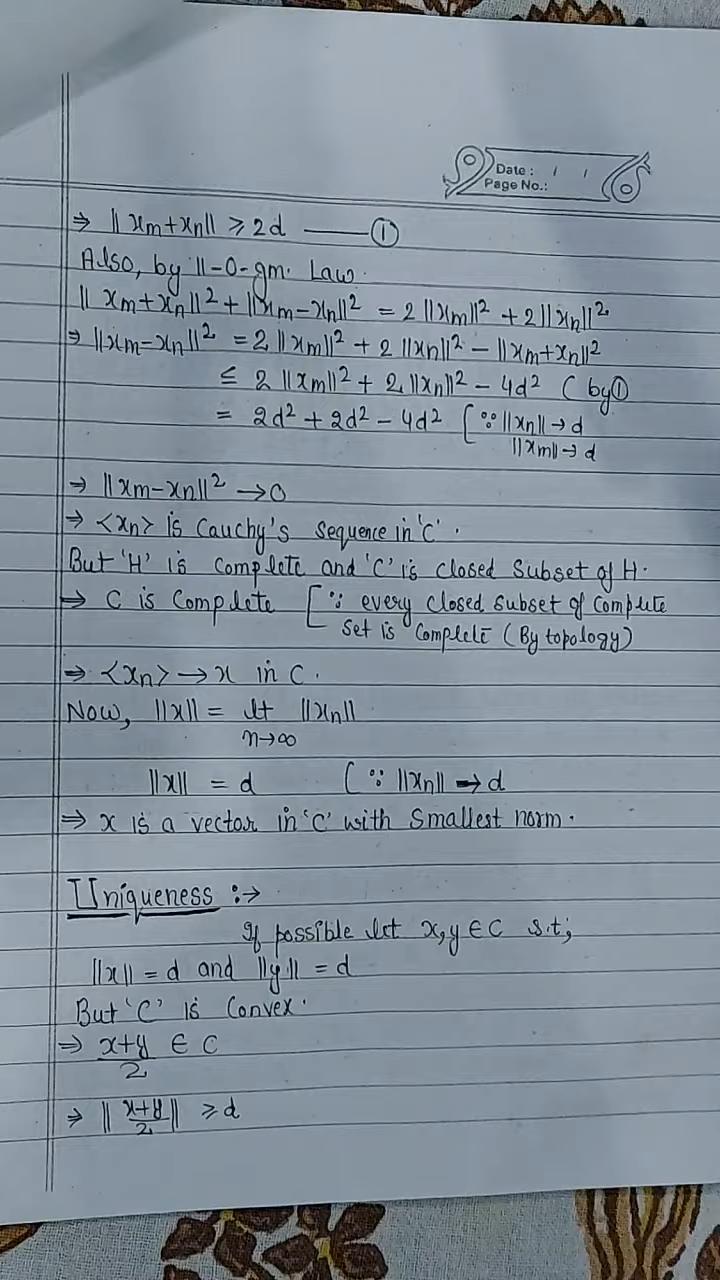 Date : / /
Page No.:
⇒ ||xm+xn|| ≥ 2d —— ①
Also, by ||-o-gm. Law.
||xm+xn||² + ||xm-xn||² = 2||xm||² + 2||xn||²
⇒ ||xm-xn||² = 2||xm||² + 2||xn||² - ||xm+xn||²
≤ 2||xm||² + 2||xn||² - 4d² ( by ①
= 2d² + 2d² - 4d² [∵ ||xn|| → d
||xm|| → d
⇒ ||xm-xn||² → 0
⇒ <xn> is Cauchy's sequence in 'C'.
But 'H' is complete and 'C' is closed subset of H.
⇒ C is complete [∵ every closed subset of complete
set is complete (By topology)
⇒ <xn> → x in C.
Now, ||x|| = lt ||xn||
n→∞
||x|| = d (∵ ||xn|| → d
⇒ x is a vector in 'C' with smallest norm.
Uniqueness :→
If possible let x,y ∈ C s.t;
||x|| = d and ||y|| = d
But 'C' is convex.
⇒ x+y/2 ∈ C
⇒ ||x+y/2|| ≥ d